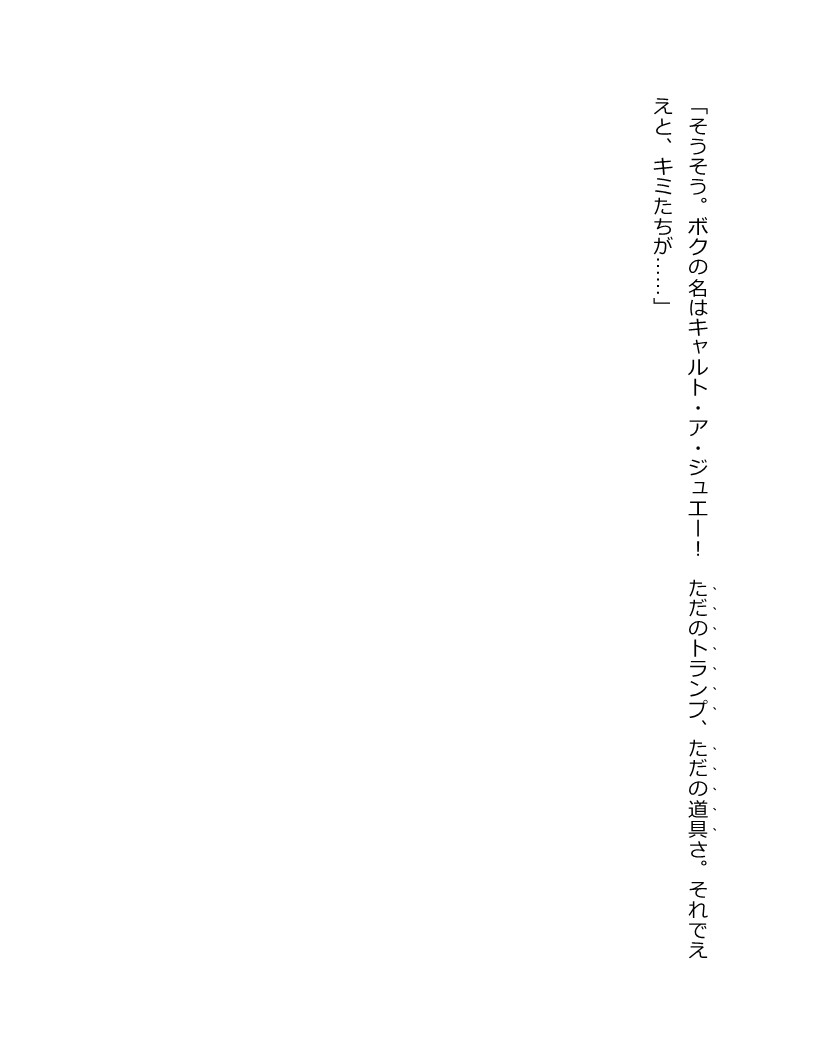 「そうそう。ボクの名はキャルト・ア・ジュエー！　ただのトランプ、ただの道具さ。それでえ
えと、キミたちが……」